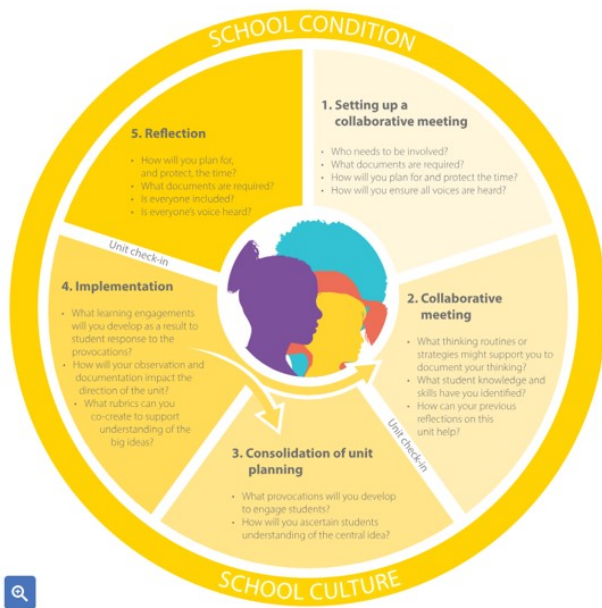 SCHOOL CONDITION
1. Setting up a
collaborative meeting
• Who needs to be involved?
• What documents are required?
• How will you plan for and protect the time?
• How will you ensure all voices are heard?
2. Collaborative
meeting
• What thinking routines or
strategies might support you to
document your thinking?
• What student knowledge and
skills have you identified?
• How can your previous
reflections on this
unit help?
Unit check-in
3. Consolidation of unit
planning
• What provocations will you develop
to engage students?
• How will you ascertain students
understanding of the central idea?
4. Implementation
• What learning engagements
will you develop as a result to
student response to the
provocations?
• How will your observation and
documentation impact the
direction of the unit?
• What rubrics can you
co-create to support
understanding of the
big ideas?
Unit check-in
5. Reflection
• How will you plan for,
and protect, the time?
• What documents are required?
• Is everyone included?
• Is everyone's voice heard?
SCHOOL CULTURE